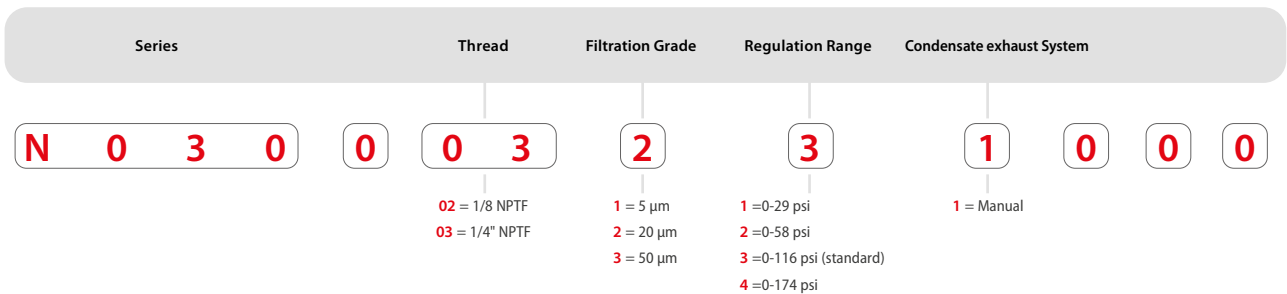 Series Thread Filtration Grade Regulation Range Condensate exhaust System
N 0 3 0 0 0 3 2 3 1 0 0 0
02 = 1/8 NPTF 1 = 5 µm 1 =0-29 psi 1 = Manual
03 = 1/4" NPTF 2 = 20 µm 2 =0-58 psi
3 = 50 µm 3 =0-116 psi (standard)
4 =0-174 psi